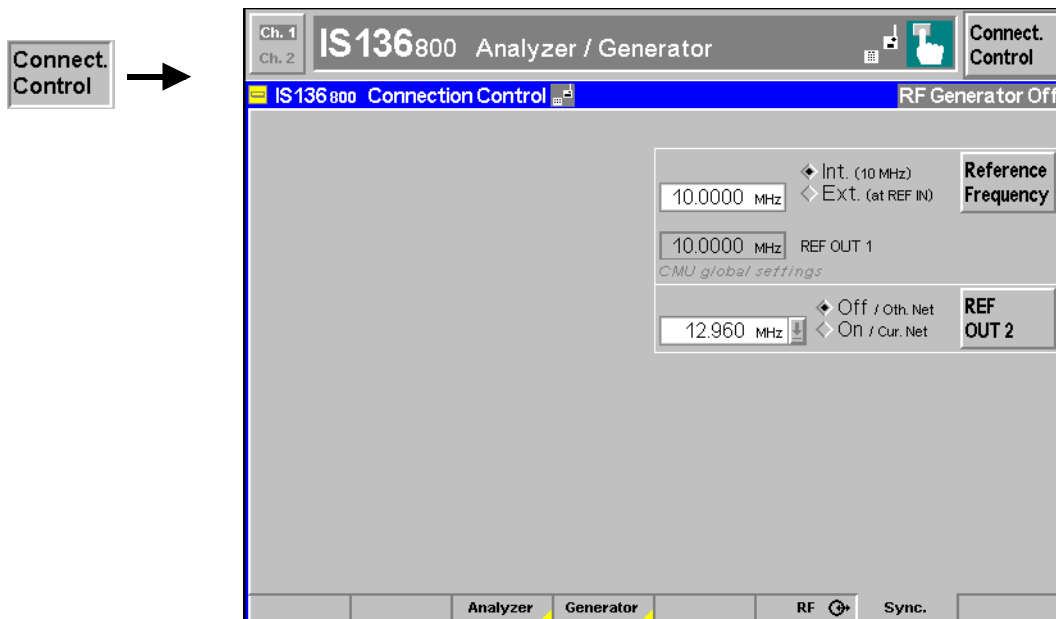 Connect.
Control
Ch. 1
Ch. 2
IS136800 Analyzer / Generator
Connect.
Control
IS136 800 Connection Control
RF Generator Off
Int. (10 MHz)
10.0000 MHz
Ext. (at REF IN)
Reference
Frequency
10.0000 MHz REF OUT 1
CMU global settings
Off / Oth. Net
12.960 MHz
On / Cur. Net
REF
OUT 2
Analyzer Generator RF Sync.